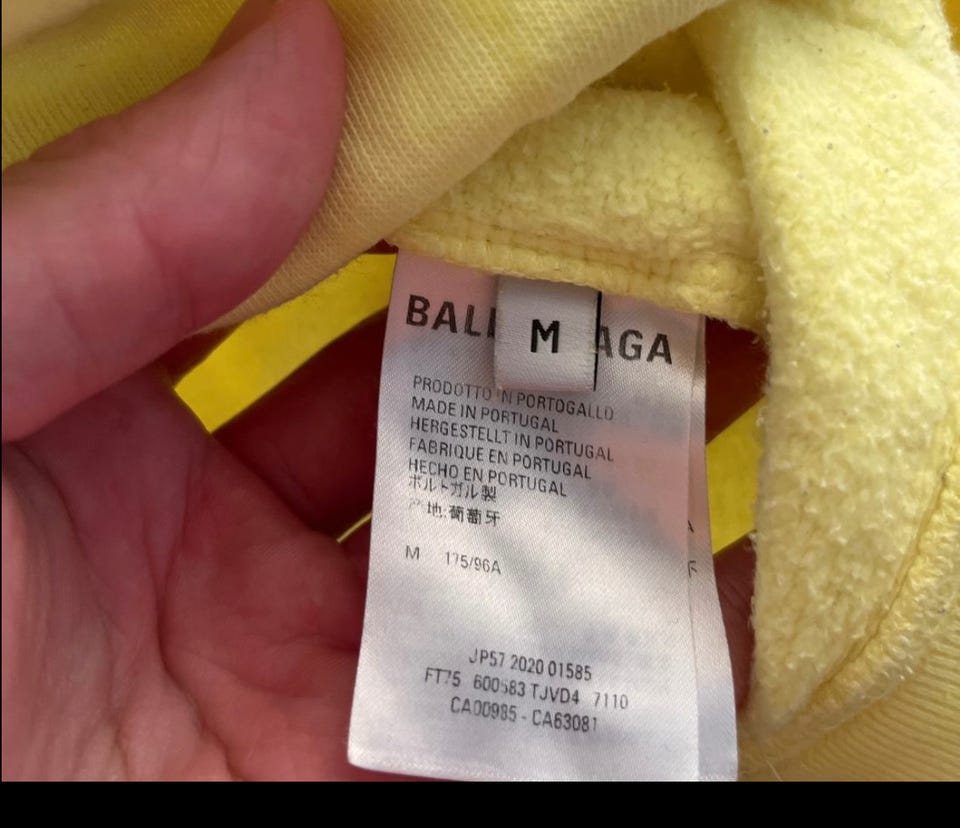 BALE
M
AGA
PRODOTTO IN PORTOGALLO
MADE IN PORTUGAL
HERGESTELLT IN PORTUGAL
FABRIQUE EN PORTUGAL
HECHO EN PORTUGAL
ポルトガル製
产地:葡萄牙
M 175/96A
JP57 2020 01585
FT75 600583 TJVD4 7110
CA00985 - CA63081